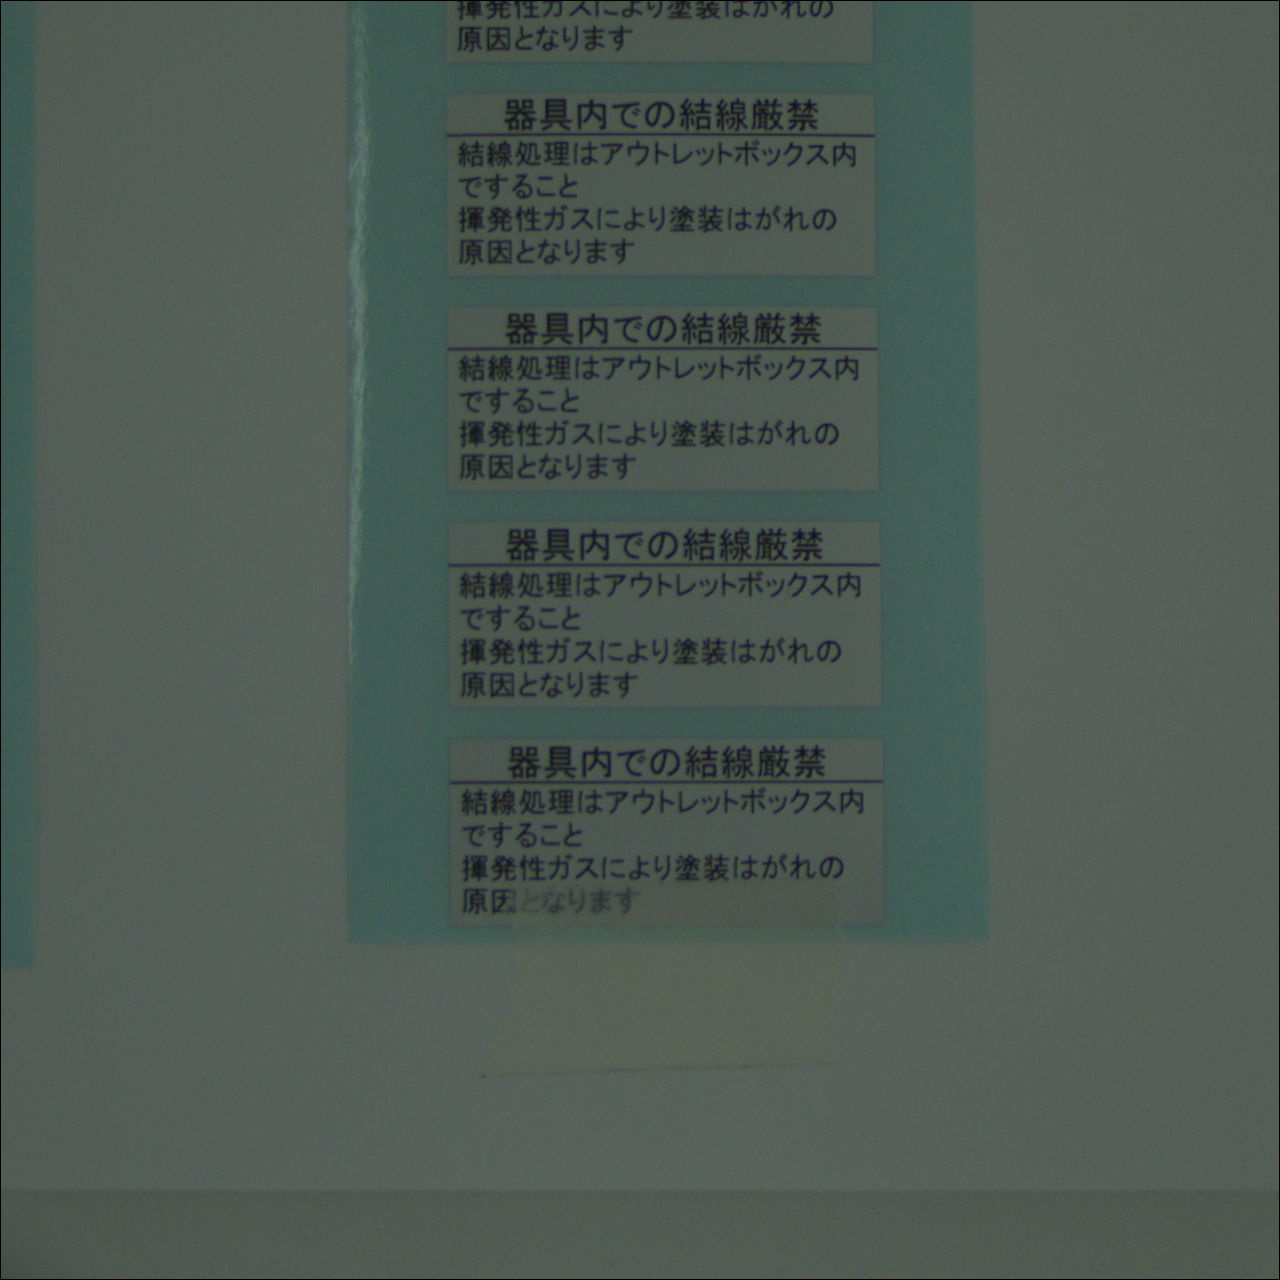 揮発性ガスにより塗装はがれの
原因となります
器具内での結線厳禁
結線処理はアウトレットボックス内
ですること
揮発性ガスにより塗装はがれの
原因となります
器具内での結線厳禁
結線処理はアウトレットボックス内
ですること
揮発性ガスにより塗装はがれの
原因となります
器具内での結線厳禁
結線処理はアウトレットボックス内
ですること
揮発性ガスにより塗装はがれの
原因となります
器具内での結線厳禁
結線処理はアウトレットボックス内
ですること
揮発性ガスにより塗装はがれの
原因となります